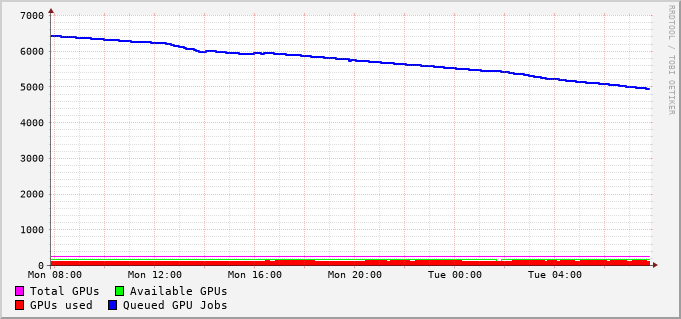 7000
6000
5000
4000
3000
2000
1000
0
Mon 08:00 Mon 12:00 Mon 16:00 Mon 20:00 Tue 00:00 Tue 04:00
Total GPUs Available GPUs
GPUs used Queued GPU Jobs
RRDTOOL / TOBI OETIKER